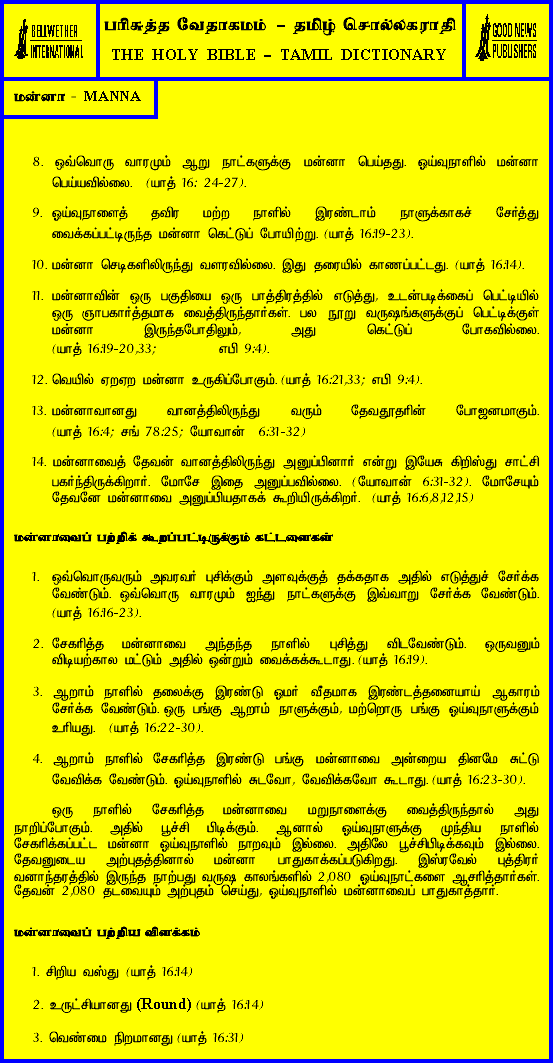 BELLWETHER
INTERNATIONAL
பரிசுத்த வேதாகமம் – தமிழ் சொல்லகராதி
THE HOLY BIBLE – TAMIL DICTIONARY
GOOD NEWS
PUBLISHERS
மன்னா - MANNA
8. ஒவ்வொரு வாரமும் ஆறு நாட்களுக்கு மன்னா பெய்தது. ஓய்வுநாளில் மன்னா
பெய்யவில்லை. (யாத் 16: 24-27).
9. ஓய்வுநாளைத் தவிர மற்ற நாளில் இரண்டாம் நாளுக்காகச் சேர்த்து
வைக்கப்பட்டிருந்த மன்னா கெட்டுப் போயிற்று. (யாத் 16:19-23).
10. மன்னா செடிகளிலிருந்து வளரவில்லை. இது தரையில் காணப்பட்டது. (யாத் 16:14).
11. மன்னாவின் ஒரு பகுதியை ஒரு பாத்திரத்தில் எடுத்து, உடன்படிக்கைப் பெட்டியில்
ஒரு ஞாபகார்த்தமாக வைத்திருந்தார்கள். பல நூறு வருஷங்களுக்குப் பெட்டிக்குள்
மன்னா இருந்தபோதிலும், அது கெட்டுப் போகவில்லை.
(யாத் 16:19-20,33; எபி 9:4).
12. வெயில் ஏறஏற மன்னா உருகிப்போகும். (யாத் 16:21,33; எபி 9:4).
13. மன்னாவானது வானத்திலிருந்து வரும் தேவதூதரின் போஜனமாகும்.
(யாத் 16:4; சங் 78:25; யோவான் 6:31-32)
14. மன்னாவைத் தேவன் வானத்திலிருந்து அனுப்பினார் என்று இயேசு கிறிஸ்து சாட்சி
பகர்ந்திருக்கிறார். மோசே இதை அனுப்பவில்லை. (யோவான் 6:31-32). மோசேயும்
தேவனே மன்னாவை அனுப்பியதாகக் கூறியிருக்கிறார். (யாத் 16:6,8,12,15)
மன்னாவைப் பற்றிக் கூறப்பட்டிருக்கும் கட்டளைகள்
1. ஒவ்வொருவரும் அவரவர் புசிக்கும் அளவுக்குத் தக்கதாக அதில் எடுத்துச் சேர்க்க
வேண்டும். ஒவ்வொரு வாரமும் ஐந்து நாட்களுக்கு இவ்வாறு சேர்க்க வேண்டும்.
(யாத் 16:16-23).
2. சேகரித்த மன்னாவை அந்தந்த நாளில் புசித்து விடவேண்டும். ஒருவனும்
விடியற்கால மட்டும் அதில் ஒன்றும் வைக்கக்கூடாது. (யாத் 16:19).
3. ஆறாம் நாளில் தலைக்கு இரண்டு ஓமர் வீதமாக இரண்டத்தனையாய் ஆகாரம்
சேர்க்க வேண்டும். ஒரு பங்கு ஆறாம் நாளுக்கும், மற்றொரு பங்கு ஓய்வுநாளுக்கும்
உரியது. (யாத் 16:22-30).
4. ஆறாம் நாளில் சேகரித்த இரண்டு பங்கு மன்னாவை அன்றைய தினமே சுட்டு
வேவிக்க வேண்டும். ஓய்வுநாளில் சுடவோ, வேவிக்கவோ கூடாது. (யாத் 16:23-30).
ஒரு நாளில் சேகரித்த மன்னாவை மறுநாளைக்கு வைத்திருந்தால் அது
நாறிப்போகும். அதில் பூச்சி பிடிக்கும். ஆனால் ஓய்வுநாளுக்கு முந்திய நாளில்
சேகரிக்கப்பட்ட மன்னா ஓய்வுநாளில் நாறவும் இல்லை. அதிலே பூச்சிபிடிக்கவும் இல்லை.
தேவனுடைய அற்புதத்தினால் மன்னா பாதுகாக்கப்படுகிறது. இஸ்ரவேல் புத்திரர்
வனாந்தரத்தில் இருந்த நாற்பது வருஷ காலங்களில் 2,080 ஓய்வுநாட்களை ஆசரித்தார்கள்.
தேவன் 2,080 தடவையும் அற்புதம் செய்து, ஓய்வுநாளில் மன்னாவைப் பாதுகாத்தார்.
மன்னாவைப் பற்றிய விளக்கம்
1. சிறிய வஸ்து (யாத் 16:14)
2. உருட்சியானது (Round) (யாத் 16:14)
3. வெண்மை நிறமானது (யாத் 16:31)